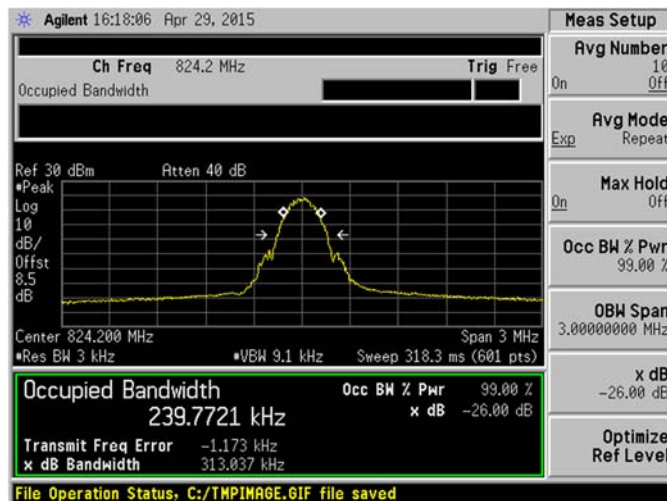 Agilent 16:18:06 Apr 29, 2015
Meas Setup
Ch Freq 824.2 MHz Trig Free
Occupied Bandwidth
Avg Number
10
On Off
Avg Mode
Exp Repeat
Max Hold
On Off
Occ BW % Pwr
99.00 %
OBW Span
3.00000000 MHz
x dB
-26.00 dB
Optimize
Ref Level
Ref 30 dBm Atten 40 dB
*Peak
Log
10
dB/
Offst
8.5
dB
Center 824.200 MHz Span 3 MHz
*Res BW 3 kHz *VBW 9.1 kHz Sweep 318.3 ms (601 pts)
Occupied Bandwidth
239.7721 kHz
Occ BW % Pwr 99.00 %
x dB -26.00 dB
Transmit Freq Error -1.173 kHz
x dB Bandwidth 313.037 kHz
File Operation Status, C:/TMPIMAGE.GIF file saved